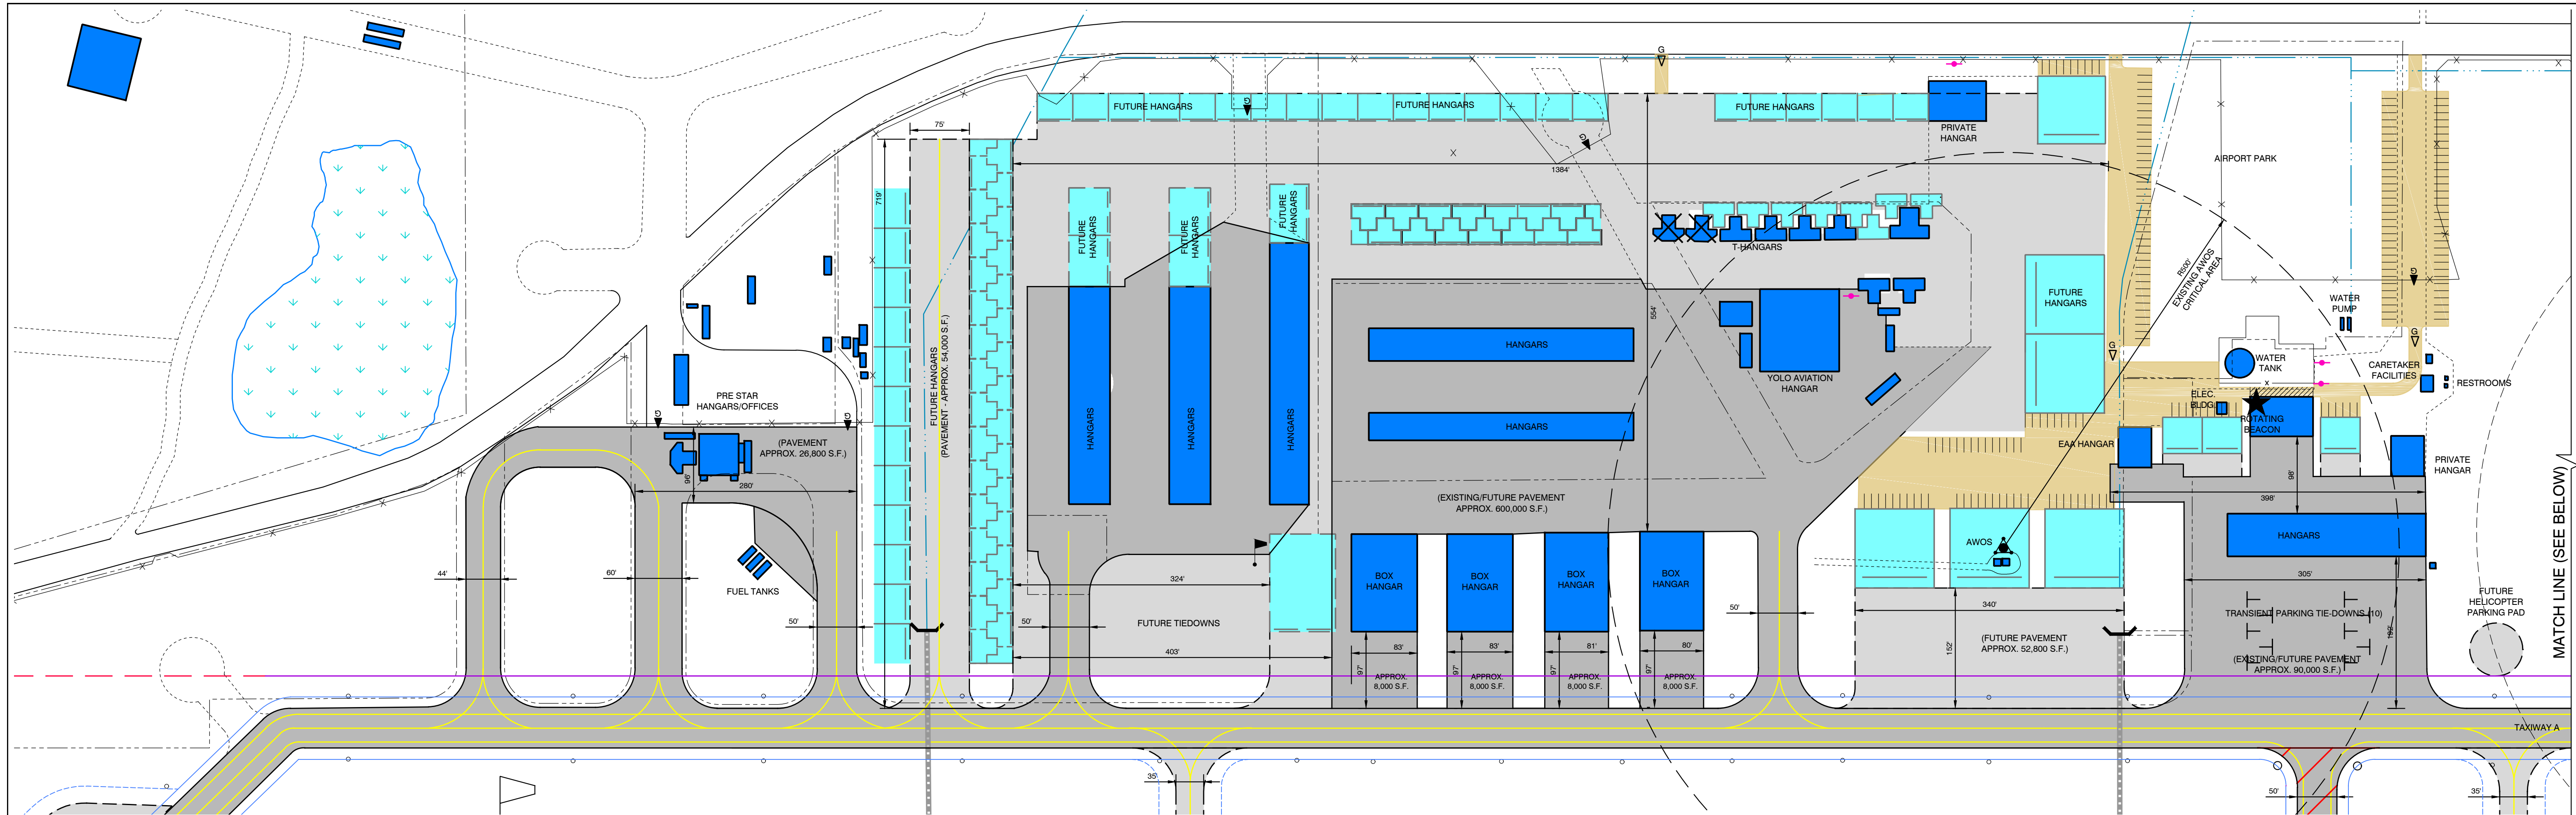 FUTURE HANGARS
FUTURE HANGARS
FUTURE HANGARS
G
G
G
PRIVATE
HANGAR
75'
719'
1384'
AIRPORT PARK
R500'
EXISTING AWOS
CRITICAL AREA
FUTURE
HANGARS
FUTURE
HANGARS
FUTURE
HANGARS
T-HANGARS
554'
FUTURE
HANGARS
WATER
PUMP
G
G
G
WATER
TANK
CARETAKER
FACILITIES
RESTROOMS
HANGARS
HANGARS
YOLO AVIATION
HANGAR
ELEC.
BLDG.
ROTATING
BEACON
EAA HANGAR
PRIVATE
HANGAR
PRE STAR
HANGARS/OFFICES
G
G
(PAVEMENT
APPROX. 26,800 S.F.)
96'
280'
FUTURE HANGARS
(PAVEMENT - APPROX. 54,000 S.F.)
HANGARS
HANGARS
HANGARS
(EXISTING/FUTURE PAVEMENT
APPROX. 600,000 S.F.)
98'
398'
HANGARS
MATCH LINE (SEE BELOW)
AWOS
44'
60'
FUEL TANKS
50'
324'
50'
FUTURE TIEDOWNS
403'
BOX
HANGAR
BOX
HANGAR
BOX
HANGAR
BOX
HANGAR
50'
305'
340'
152'
(FUTURE PAVEMENT
APPROX. 52,800 S.F.)
TRANSIENT PARKING TIE-DOWNS (10)
192'
(EXISTING/FUTURE PAVEMENT
APPROX. 90,000 S.F.)
FUTURE
HELICOPTER
PARKING PAD
83'
83'
81'
80'
97'
97'
97'
97'
APPROX.
8,000 S.F.
APPROX.
8,000 S.F.
APPROX.
8,000 S.F.
APPROX.
8,000 S.F.
TAXIWAY A
35'
50'
35'